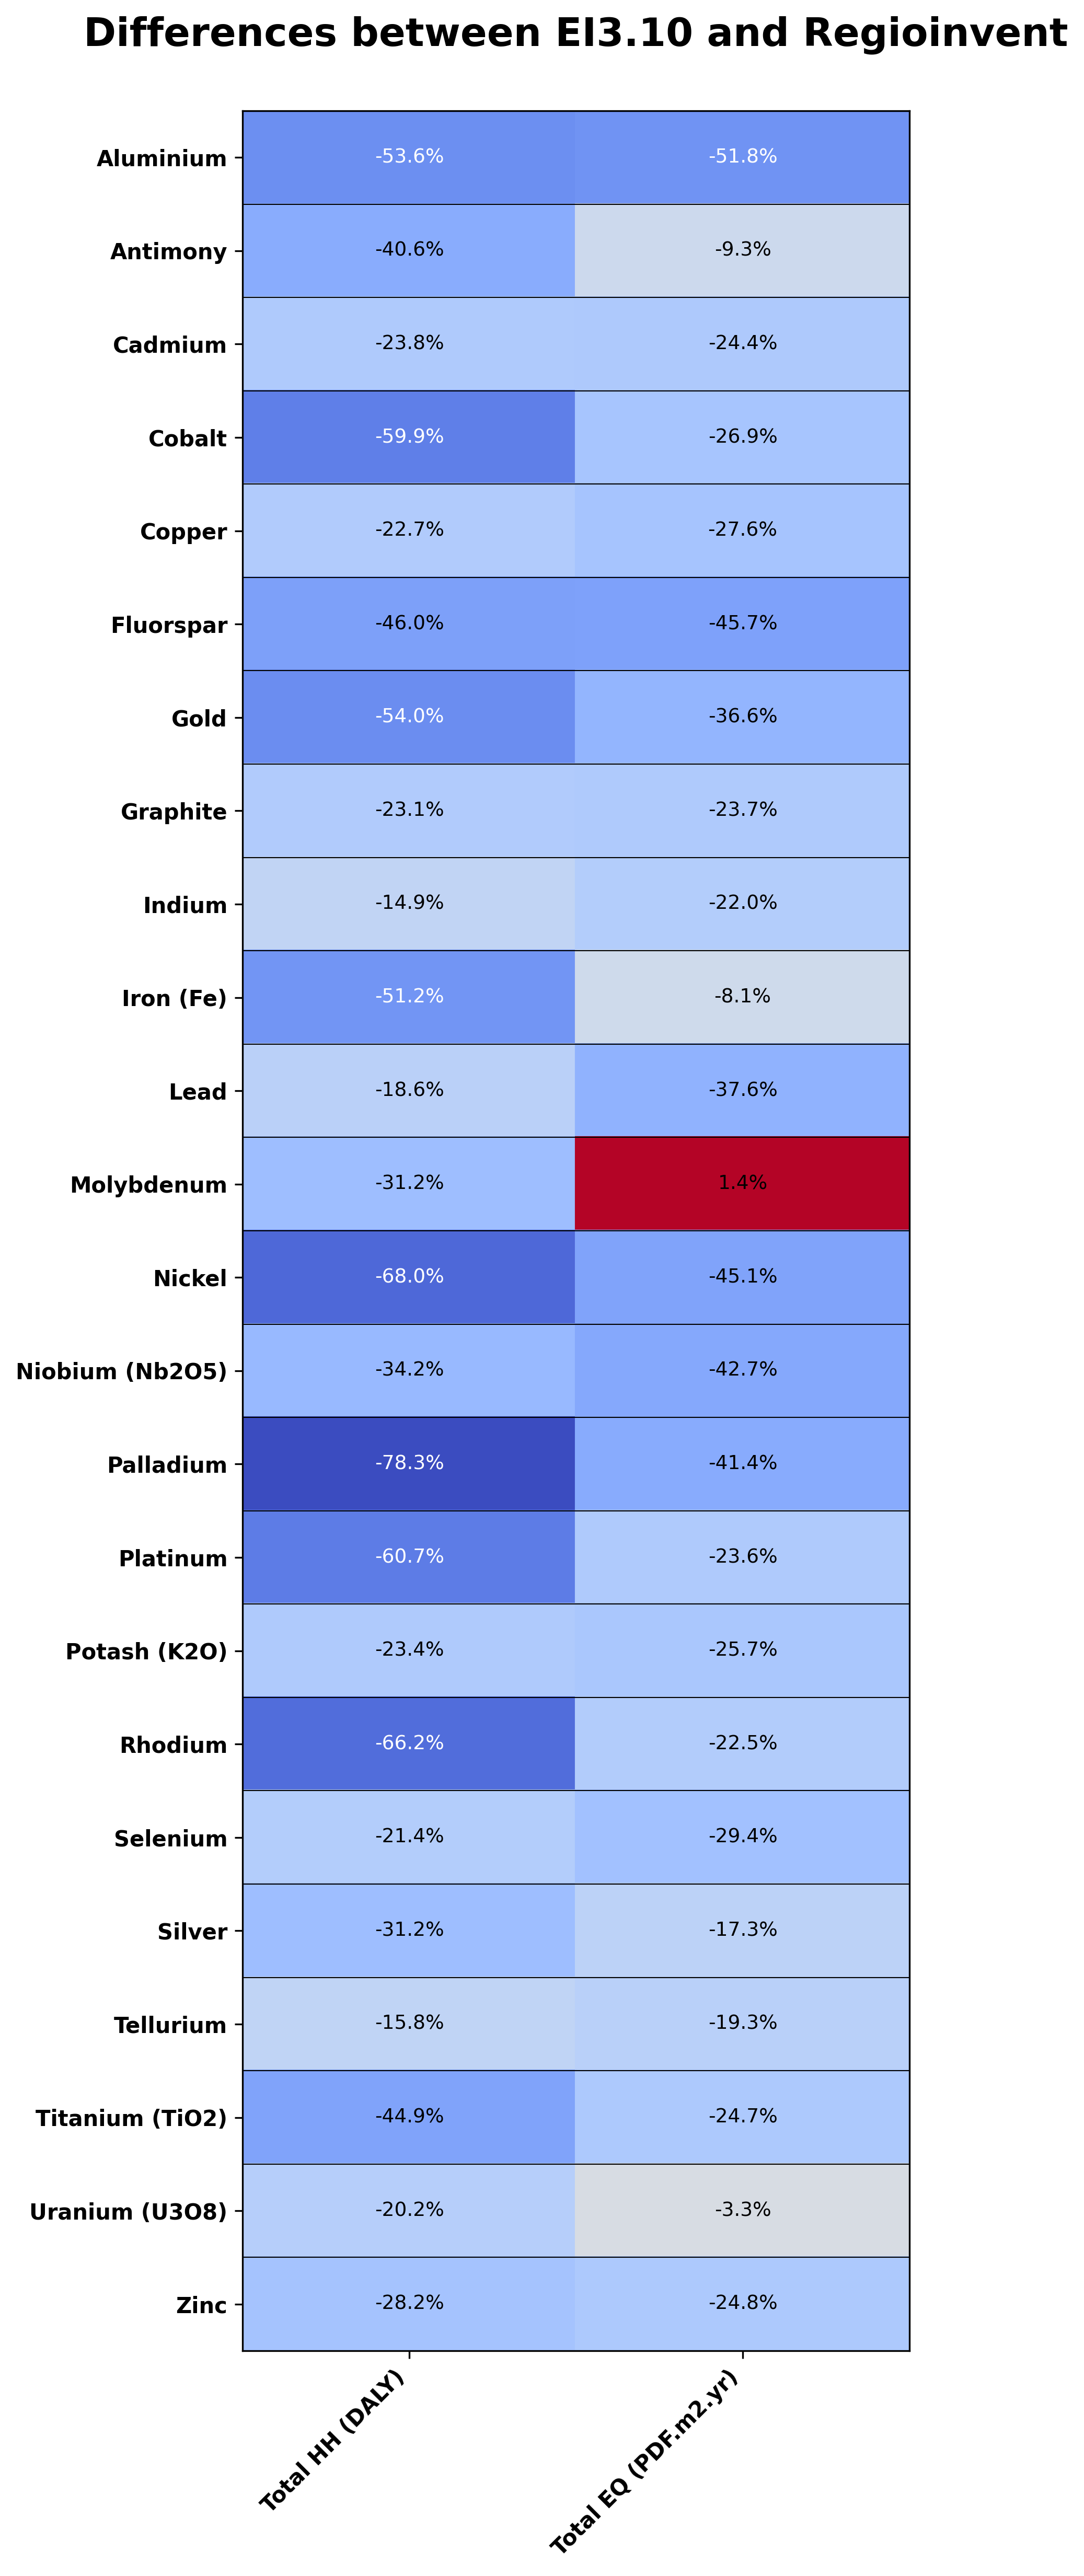 Differences between EI3.10 and Regioinvent
Aluminium -53.6% -51.8%
Antimony -40.6% -9.3%
Cadmium -23.8% -24.4%
Cobalt -59.9% -26.9%
Copper -22.7% -27.6%
Fluorspar -46.0% -45.7%
Gold -54.0% -36.6%
Graphite -23.1% -23.7%
Indium -14.9% -22.0%
Iron (Fe) -51.2% -8.1%
Lead -18.6% -37.6%
Molybdenum -31.2% 1.4%
Nickel -68.0% -45.1%
Niobium (Nb2O5) -34.2% -42.7%
Palladium -78.3% -41.4%
Platinum -60.7% -23.6%
Potash (K2O) -23.4% -25.7%
Rhodium -66.2% -22.5%
Selenium -21.4% -29.4%
Silver -31.2% -17.3%
Tellurium -15.8% -19.3%
Titanium (TiO2) -44.9% -24.7%
Uranium (U3O8) -20.2% -3.3%
Zinc -28.2% -24.8%
Total HH (DALY)
Total EQ (PDF.m2.yr)